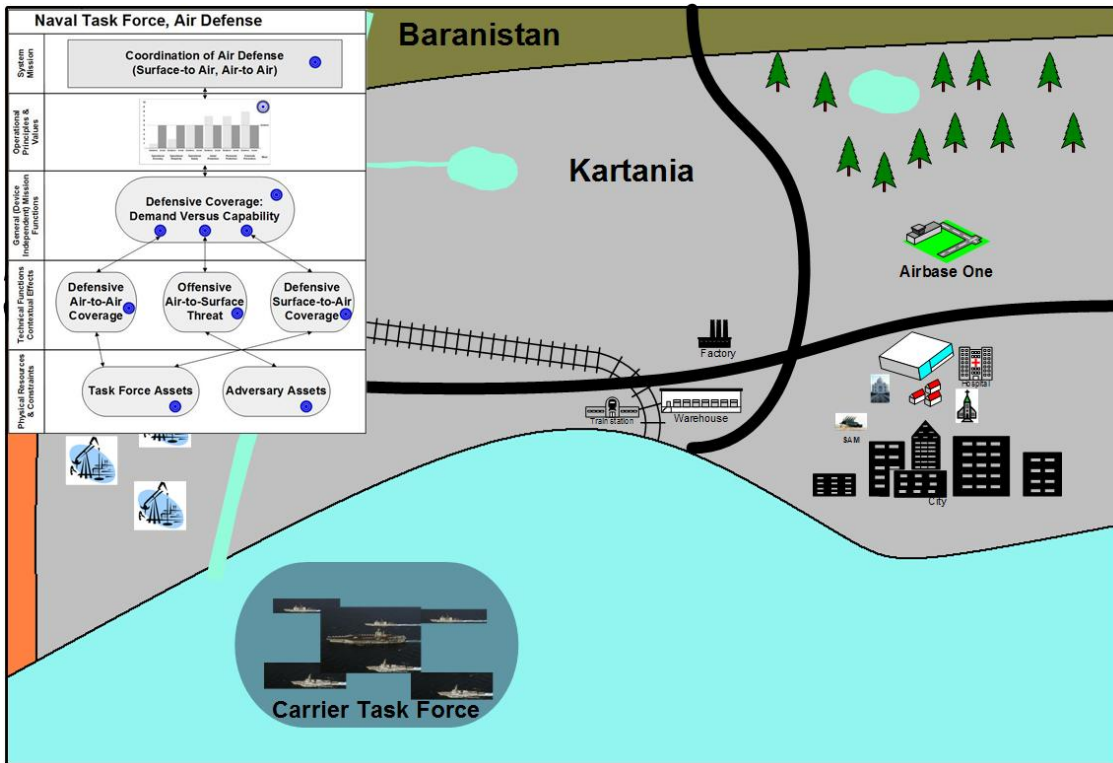 Naval Task Force, Air Defense
System
Mission
Coordination of Air Defense
(Surface-to Air, Air-to Air)
Operational
Principles &
Values
General (Device
Independent) Mission
Functions
Defensive Coverage:
Demand Versus Capability
Technical Functions
Contextual Effects
Defensive
Air-to-Air
Coverage
Offensive
Air-to-Surface
Threat
Defensive
Surface-to-Air
Coverage
Physical Resources
& Constraints
Task Force Assets
Adversary Assets
Baranistan
Kartania
Airbase One
Factory
Hospital
Train station
Warehouse
SAM
City
Carrier Task Force